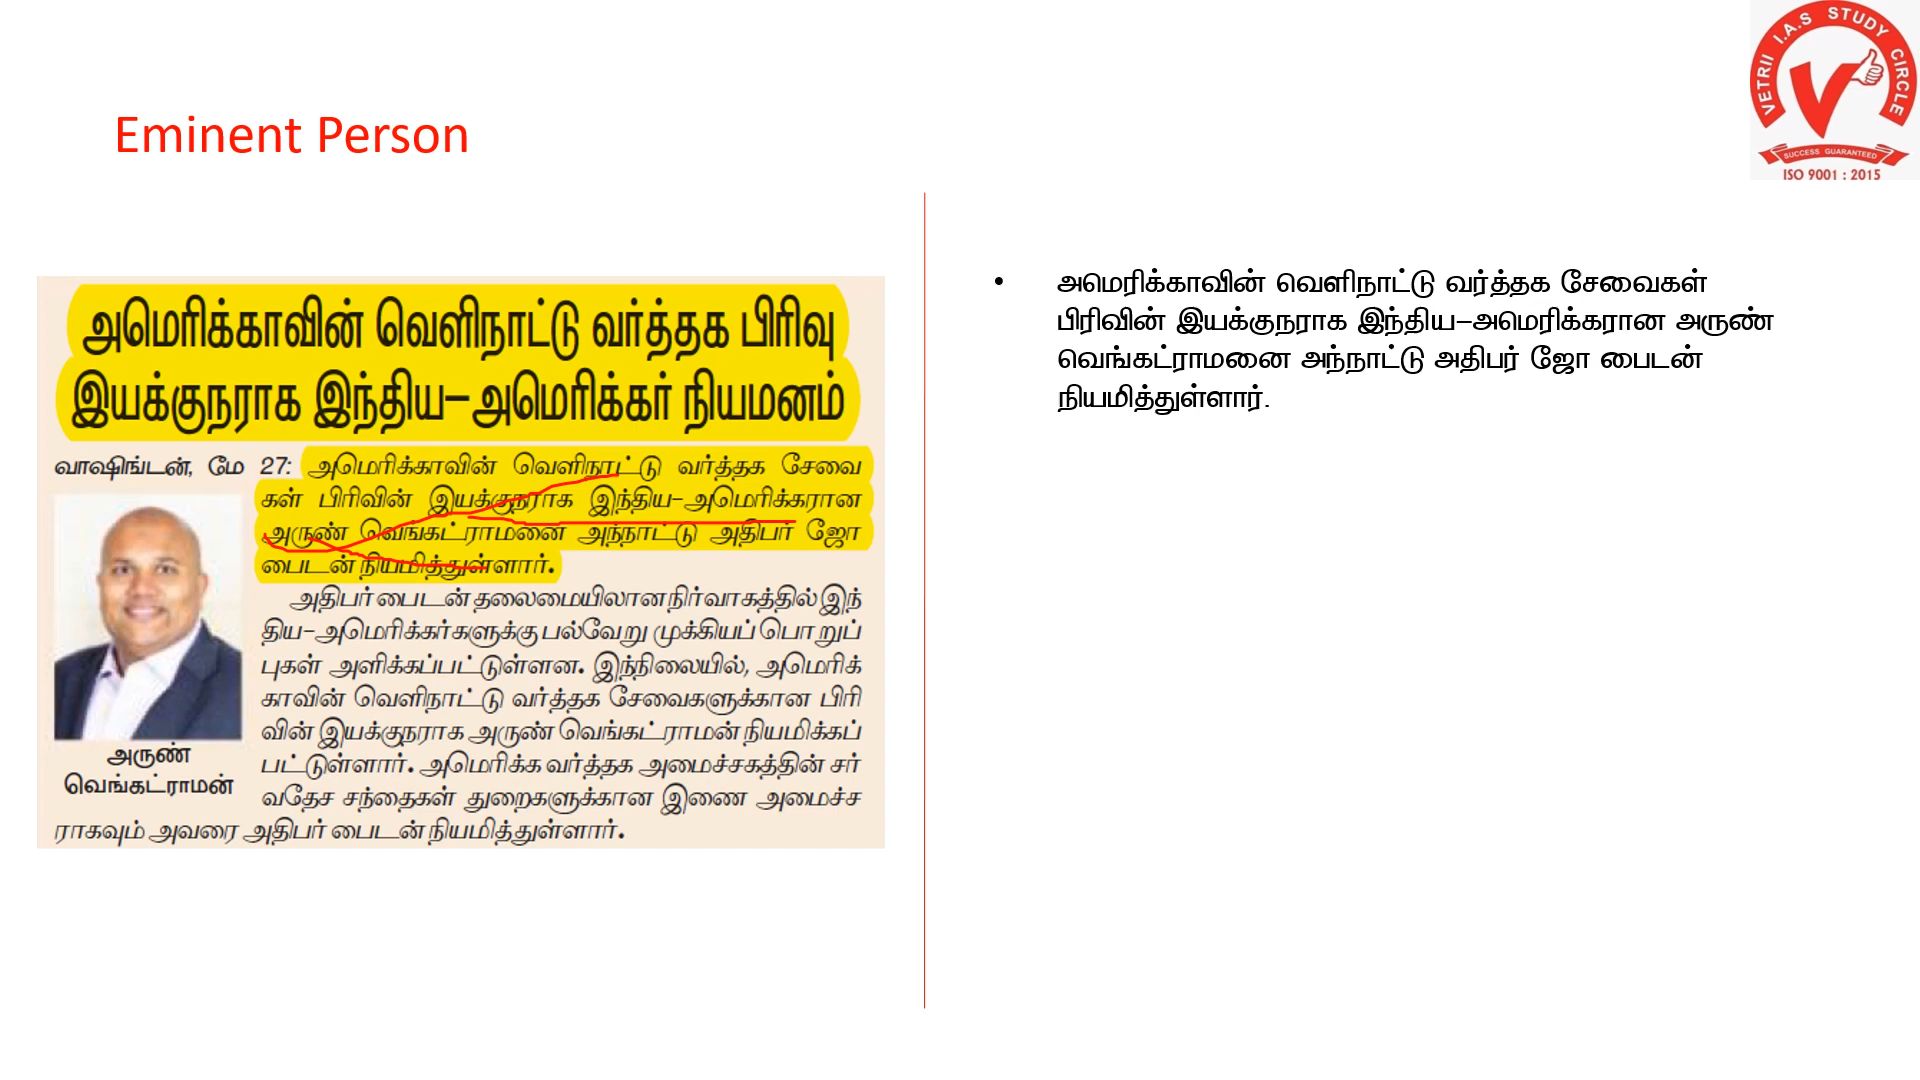 Eminent Person
VETRII I.A.S STUDY CIRCLE
SUCCESS GUARANTEED
ISO 9001 : 2015
அமெரிக்காவின் வெளிநாட்டு வர்த்தக பிரிவு
இயக்குநராக இந்திய-அமெரிக்கர் நியமனம்
வாஷிங்டன், மே 27: அமெரிக்காவின் வெளிநாட்டு வர்த்தக சேவை
கள் பிரிவின் இயக்குநராக இந்திய-அமெரிக்கரான
அருண் வெங்கட்ராமனை அந்நாட்டு அதிபர் ஜோ
பைடன் நியமித்துள்ளார்.
அதிபர் பைடன் தலைமையிலான நிர்வாகத்தில் இந்
திய-அமெரிக்கர்களுக்கு பல்வேறு முக்கியப் பொறுப்
புகள் அளிக்கப்பட்டுள்ளன. இந்நிலையில், அமெரிக்
காவின் வெளிநாட்டு வர்த்தக சேவைகளுக்கான பிரி
வின் இயக்குநராக அருண் வெங்கட்ராமன் நியமிக்கப்
பட்டுள்ளார். அமெரிக்க வர்த்தக அமைச்சகத்தின் சர்
வதேச சந்தைகள் துறைகளுக்கான இணை அமைச்ச
ராகவும் அவரை அதிபர் பைடன் நியமித்துள்ளார்.
அருண்
வெங்கட்ராமன்
• அமெரிக்காவின் வெளிநாட்டு வர்த்தக சேவைகள்
பிரிவின் இயக்குநராக இந்திய-அமெரிக்கரான அருண்
வெங்கட்ராமனை அந்நாட்டு அதிபர் ஜோ பைடன்
நியமித்துள்ளார்.